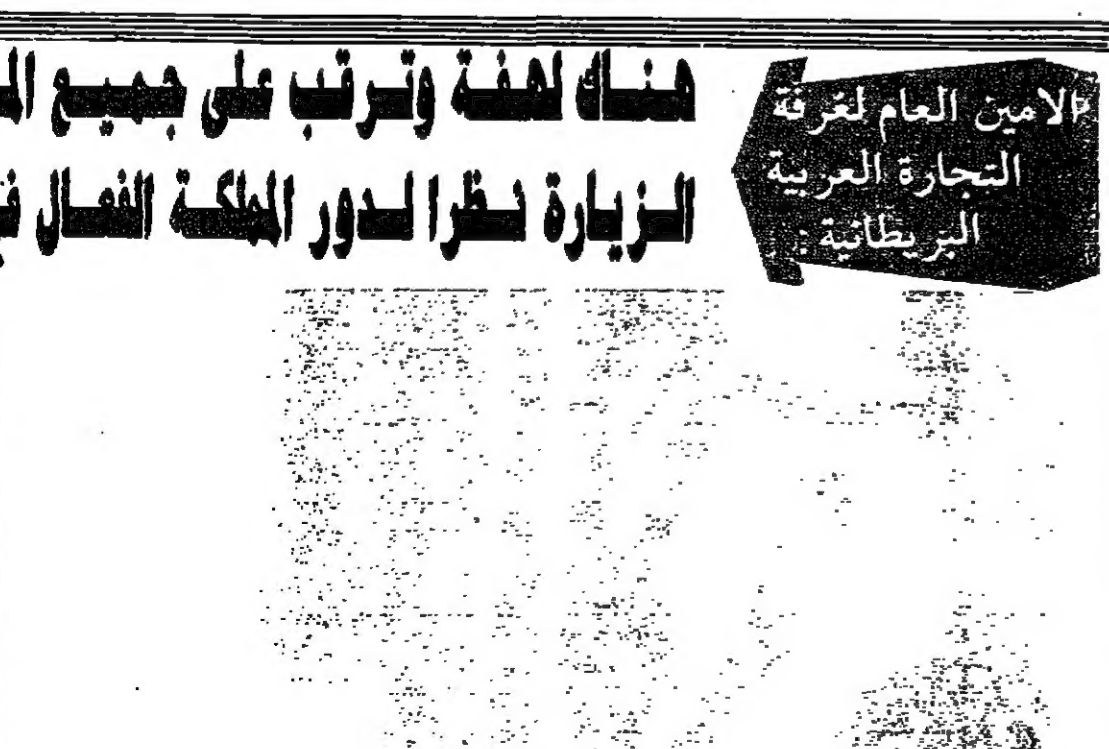 الامين العام لغرفة
التجارة العربية
البريطانية :
هناك لهفة وترقب على جميع
الزيارة نظرا لدور المملكة الفعال